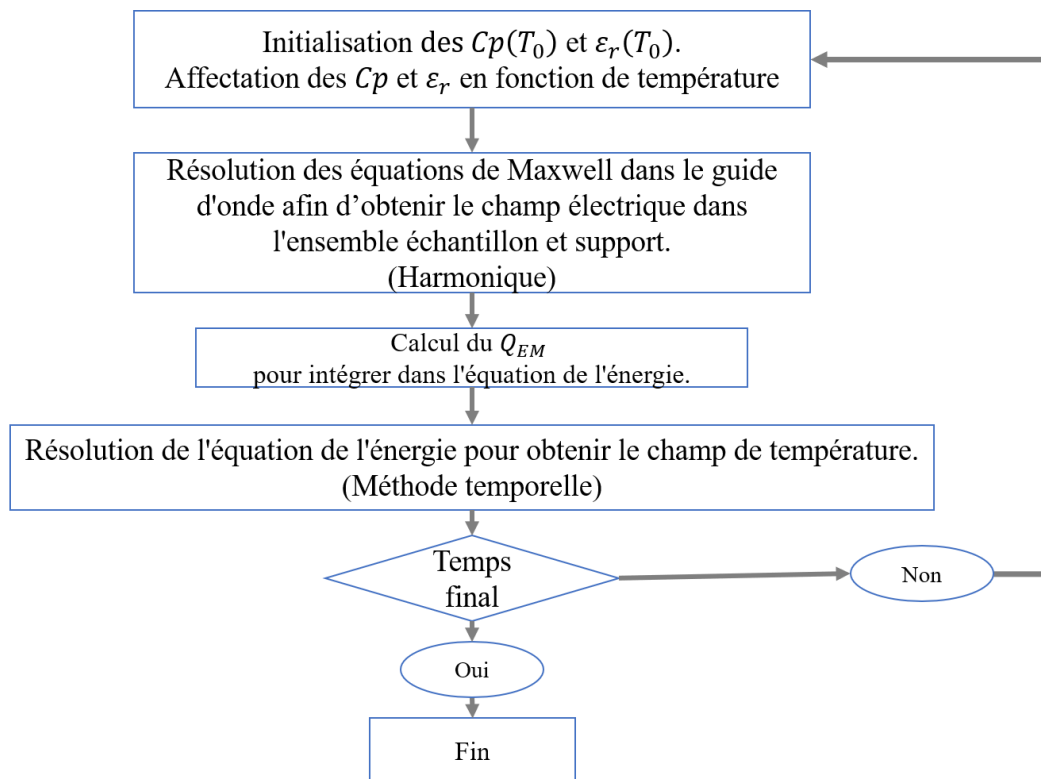 Initialisation des 𝐶𝑝(𝑇₀) et 𝜀ᵣ(𝑇₀).
Affectation des 𝐶𝑝 et 𝜀ᵣ en fonction de température
Résolution des équations de Maxwell dans le guide
d'onde afin d’obtenir le champ électrique dans
l'ensemble échantillon et support.
(Harmonique)
Calcul du Q_{EM}
pour intégrer dans l'équation de l'énergie.
Résolution de l'équation de l'énergie pour obtenir le champ de température.
(Méthode temporelle)
Temps
final
Non
Oui
Fin